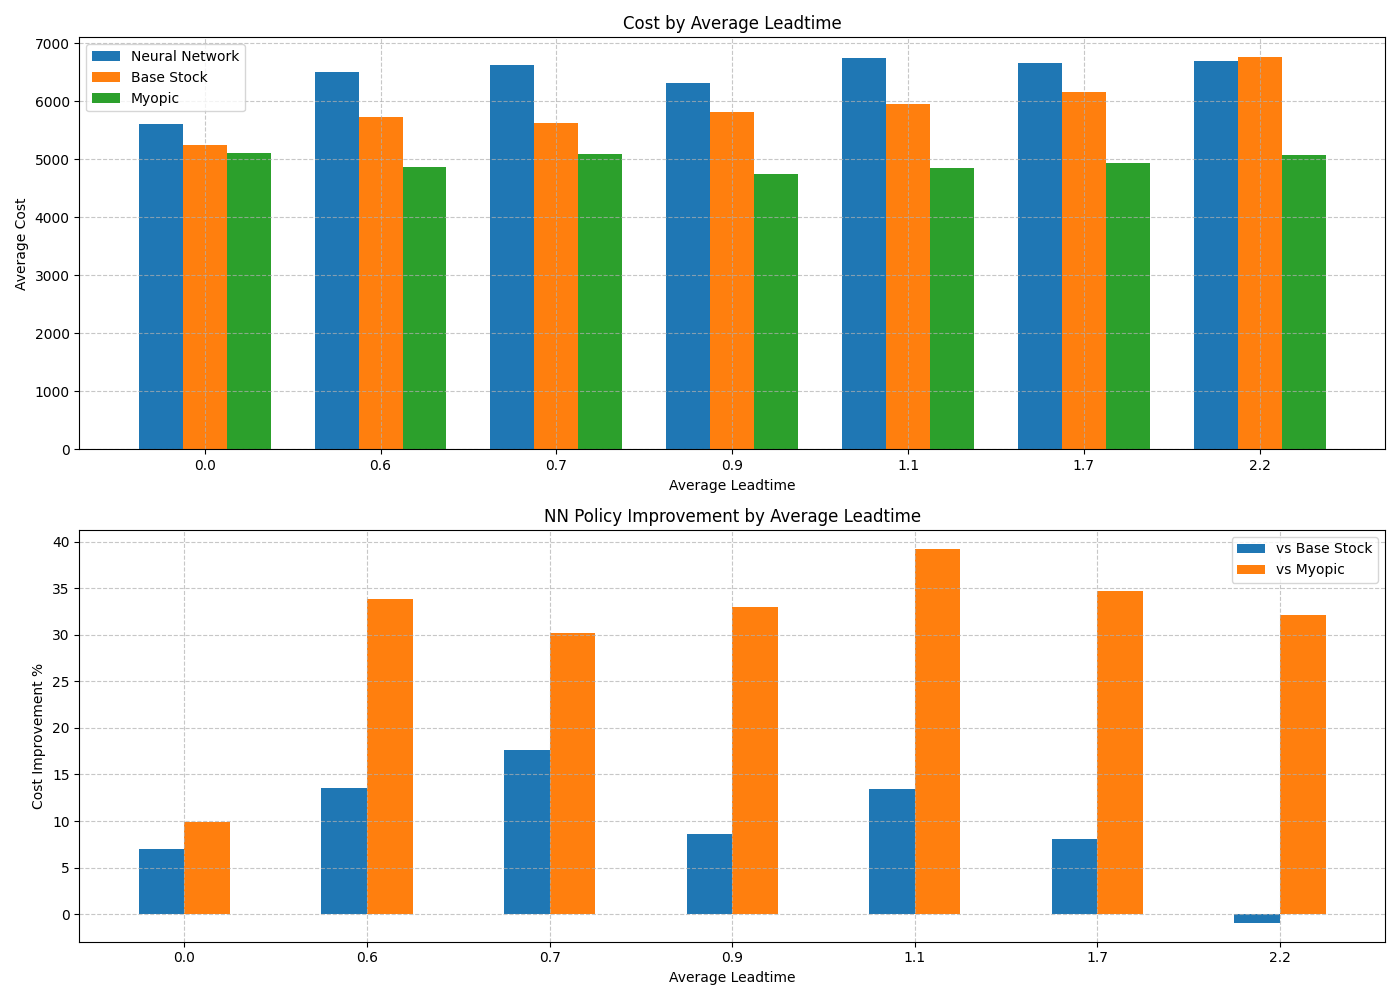 Cost by Average Leadtime
Neural Network
Base Stock
Myopic
Average Cost
7000
6000
5000
4000
3000
2000
1000
0
0.0 0.6 0.7 0.9 1.1 1.7 2.2
Average Leadtime
NN Policy Improvement by Average Leadtime
vs Base Stock
vs Myopic
Cost Improvement %
40
35
30
25
20
15
10
5
0
0.0 0.6 0.7 0.9 1.1 1.7 2.2
Average Leadtime